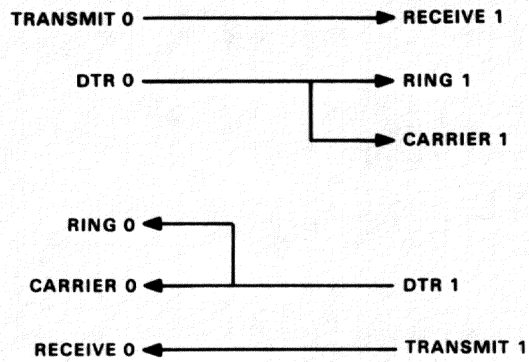 TRANSMIT 0 RECEIVE 1
DTR 0 RING 1
CARRIER 1
RING 0
CARRIER 0 DTR 1
RECEIVE 0 TRANSMIT 1